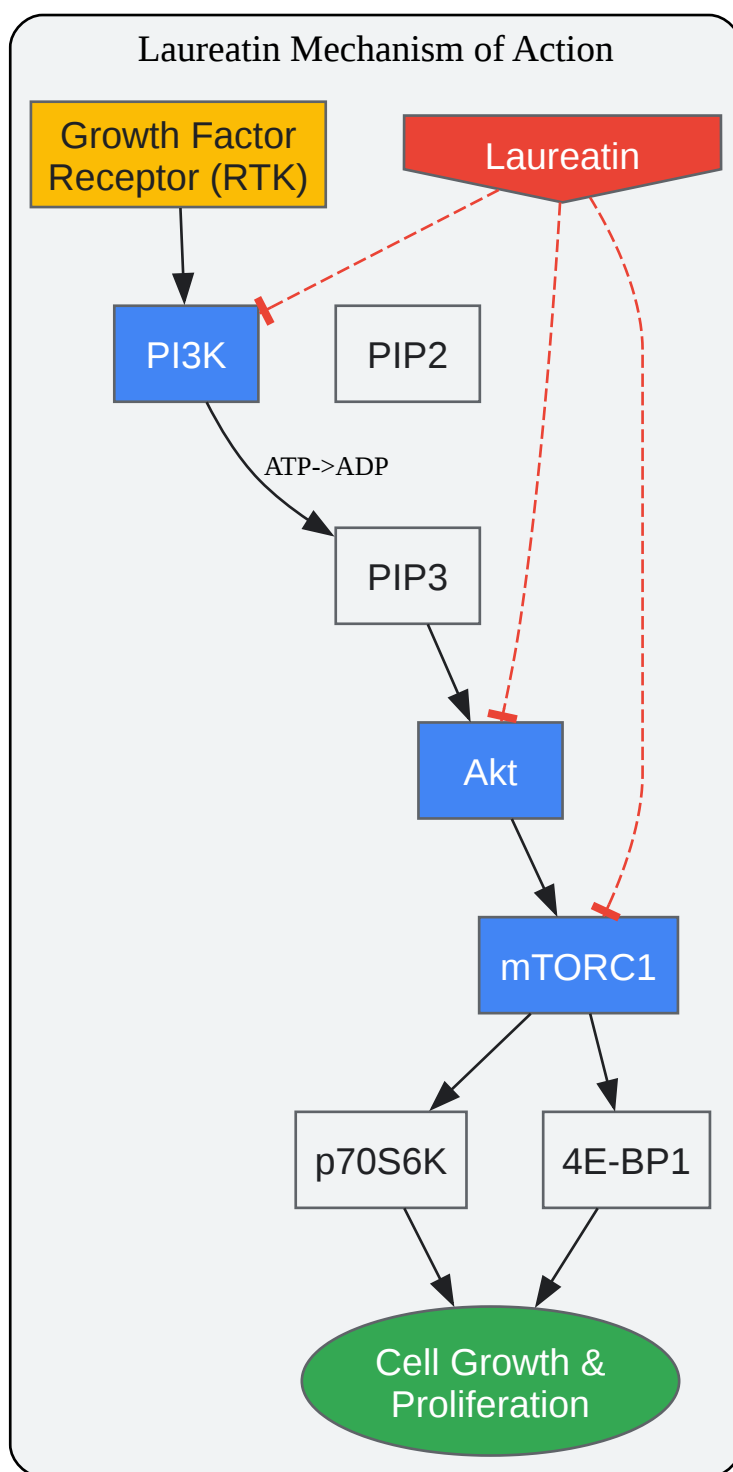 Laureatin Mechanism of Action
Growth Factor
Receptor (RTK)
Laureatin
PI3K
PIP2
ATP->ADP
PIP3
Akt
mTORC1
p70S6K
4E-BP1
Cell Growth &
Proliferation